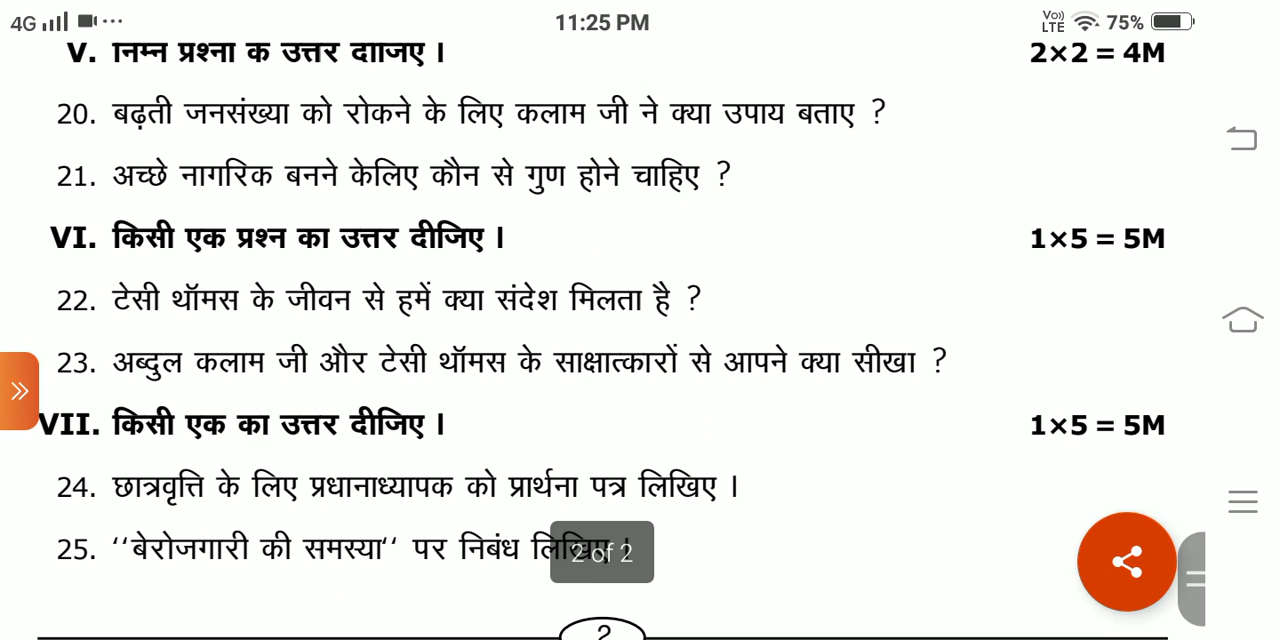 4G 11:25 PM Vo)) LTE 75%
V. निम्न प्रश्नों के उत्तर दीजिए । 2×2 = 4M
20. बढ़ती जनसंख्या को रोकने के लिए कलाम जी ने क्या उपाय बताए ?
21. अच्छे नागरिक बनने केलिए कौन से गुण होने चाहिए ?
VI. किसी एक प्रश्न का उत्तर दीजिए । 1×5 = 5M
22. टेसी थॉमस के जीवन से हमें क्या संदेश मिलता है ?
23. अब्दुल कलाम जी और टेसी थॉमस के साक्षात्कारों से आपने क्या सीखा ?
VII. किसी एक का उत्तर दीजिए । 1×5 = 5M
24. छात्रवृत्ति के लिए प्रधानाध्यापक को प्रार्थना पत्र लिखिए ।
25. ‘‘बेरोजगारी की समस्या‘‘ पर निबंध लिखिए ।
2 of 2
2